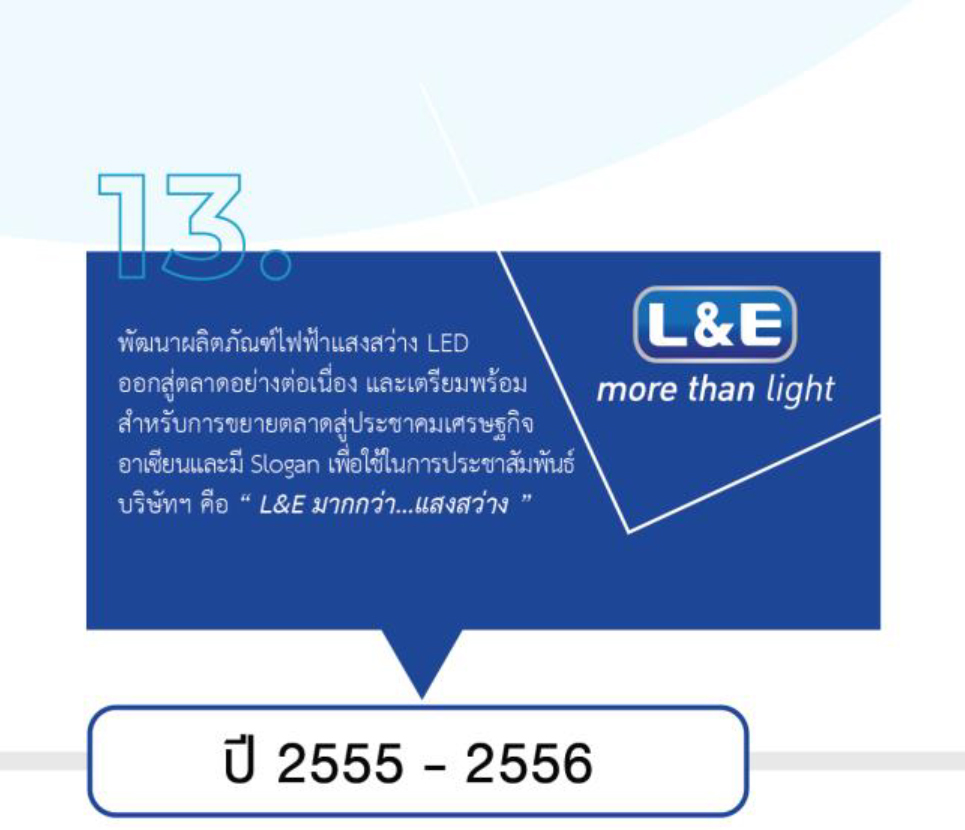 13.
พัฒนาผลิตภัณฑ์ไฟฟ้าแสงสว่าง LED
ออกสู่ตลาดอย่างต่อเนื่อง และเตรียมพร้อม
สำหรับการขยายตลาดสู่ประชาคมเศรษฐกิจ
อาเซียนและมี Slogan เพื่อใช้ในการประชาสัมพันธ์
บริษัทฯ คือ “ L&E มากกว่า...แสงสว่าง ”
L&E
more than light
ปี 2555 - 2556